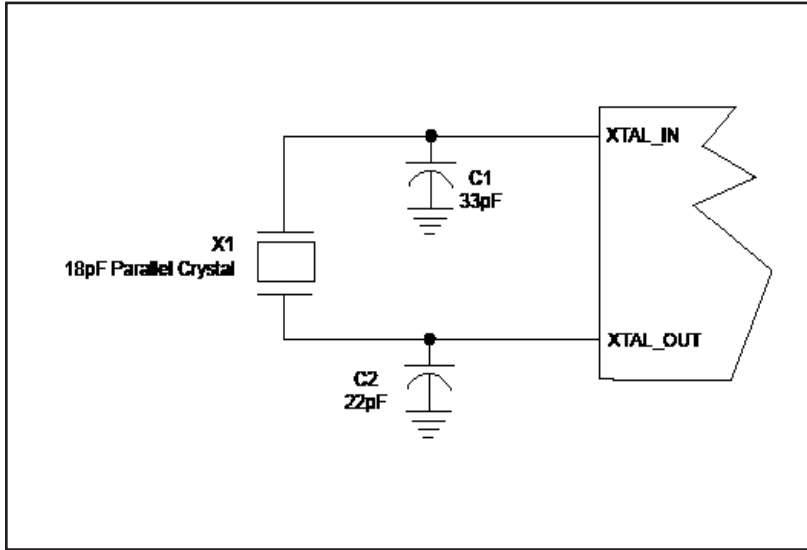 XTAL_IN
C1
33pF
X1
18pF Parallel Crystal
XTAL_OUT
C2
22pF